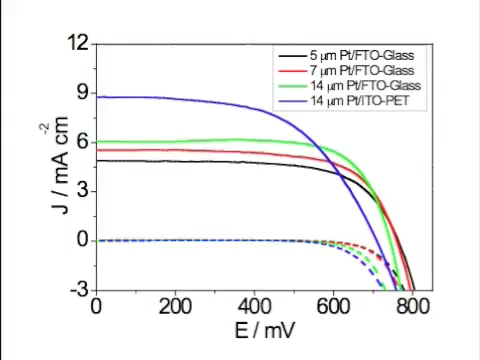 12
9
6
3
0
-3
J / mA cm-2
5 μm Pt/FTO-Glass
7 μm Pt/FTO-Glass
14 μm Pt/FTO-Glass
14 μm Pt/ITO-PET
0 200 400 600 800
E / mV